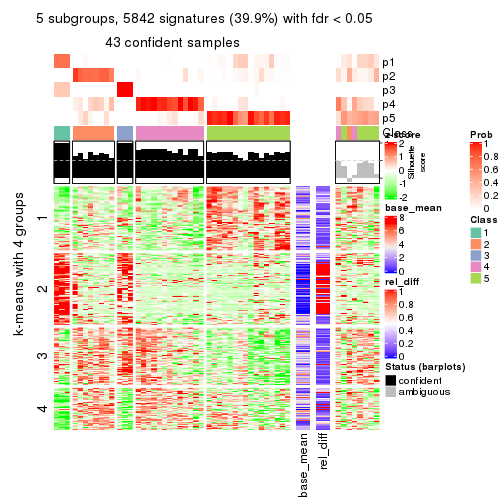 5 subgroups, 5842 signatures (39.9%) with fdr < 0.05
43 confident samples
p1
p2
p3
p4
p5
Class
Silhouette
score
1
2
3
4
k-means with 4 groups
base_mean
rel_diff
z-score
2
1
0
-1
-2
base_mean
8
6
4
2
0
rel_diff
1
0.8
0.6
0.4
0.2
0
Status (barplots)
confident
ambiguous
Prob
1
0.8
0.6
0.4
0.2
0
Class
1
2
3
4
5